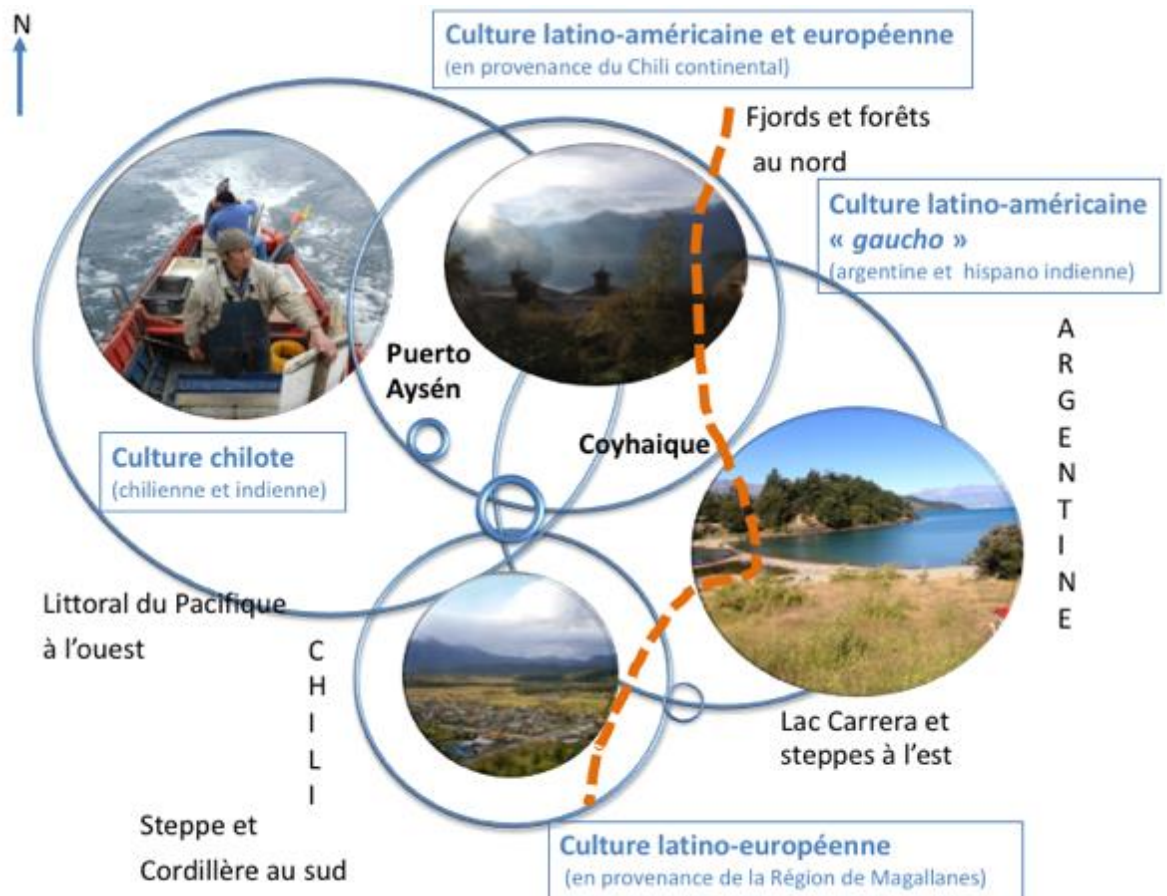 N
Culture latino-américaine et européenne
(en provenance du Chili continental)
Fjords et forêts
au nord
Culture latino-américaine
« gaucho »
(argentine et hispano indienne)
ARGENTINE
Puerto
Aysén
Coyhaique
Culture chilote
(chilienne et indienne)
Littoral du Pacifique
à l'ouest
CHILI
Lac Carrera et
steppes à l'est
Steppe et
Cordillère au sud
Culture latino-européenne
(en provenance de la Région de Magallanes)